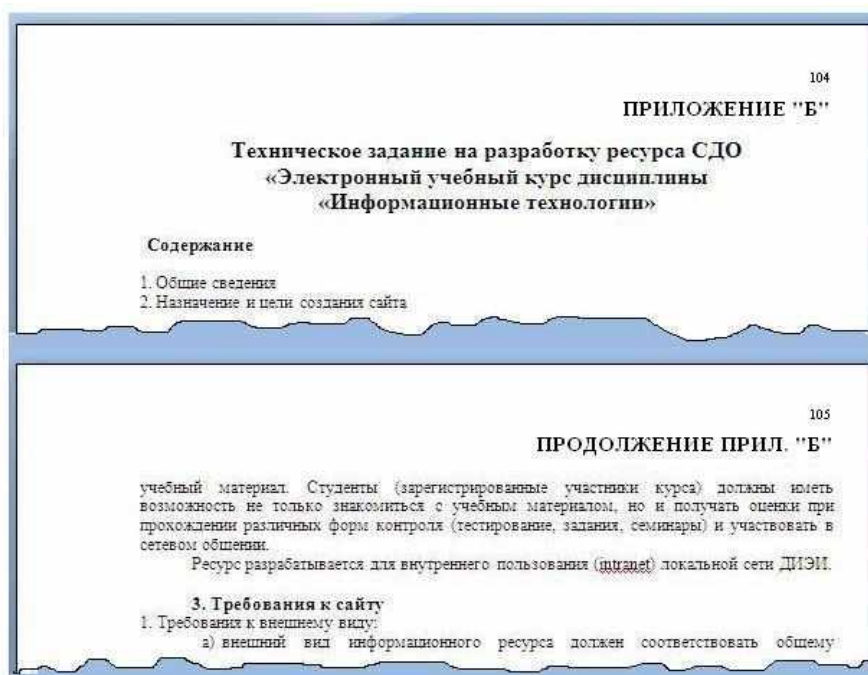 104
ПРИЛОЖЕНИЕ "Б"
Техническое задание на разработку ресурса СДО
«Электронный учебный курс дисциплины
«Информационные технологии»
Содержание
1. Общие сведения
2. Назначение и цели создания сайта
105
ПРОДОЛЖЕНИЕ ПРИЛ. "Б"
учебный материал. Студенты (зарегистрированные участники курса) должны иметь
возможность не только знакомиться с учебным материалом, но и получать оценки при
прохождении различных форм контроля (тестирование, задания, семинары) и участвовать в
сетевом общении.
Ресурс разрабатывается для внутреннего пользования (intranet) локальной сети ДИЭИ.
3. Требования к сайту
1. Требования к внешнему виду:
а) внешний вид информационного ресурса должен соответствовать общему